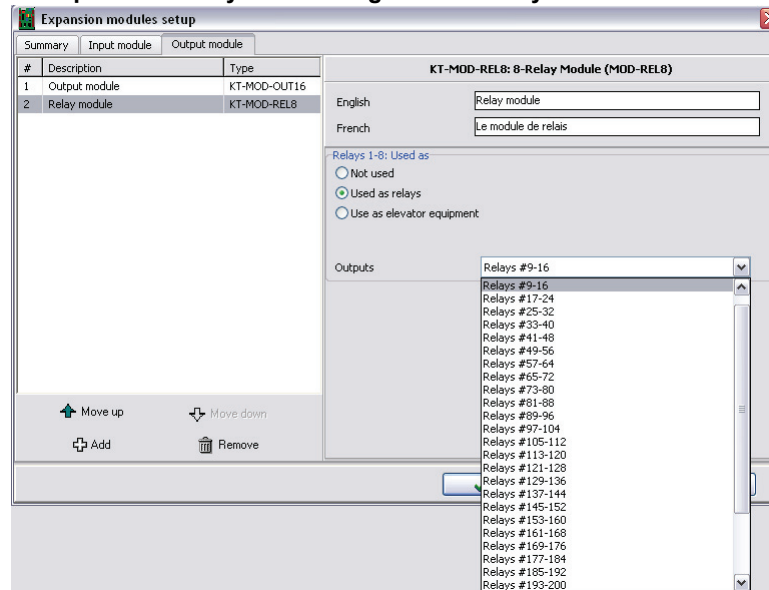 Expansion modules setup
Summary Input module Output module
# Description Type
1 Output module KT-MOD-OUT16
2 Relay module KT-MOD-REL8
Move up Move down
Add Remove
KT-MOD-REL8: 8-Relay Module (MOD-REL8)
English Relay module
French Le module de relais
Relays 1-8: Used as
Not used
Used as relays
Use as elevator equipment
Outputs Relays #9-16
Relays #9-16
Relays #17-24
Relays #25-32
Relays #33-40
Relays #41-48
Relays #49-56
Relays #57-64
Relays #65-72
Relays #73-80
Relays #81-88
Relays #89-96
Relays #97-104
Relays #105-112
Relays #113-120
Relays #121-128
Relays #129-136
Relays #137-144
Relays #145-152
Relays #153-160
Relays #161-168
Relays #169-176
Relays #177-184
Relays #185-192
Relays #193-200